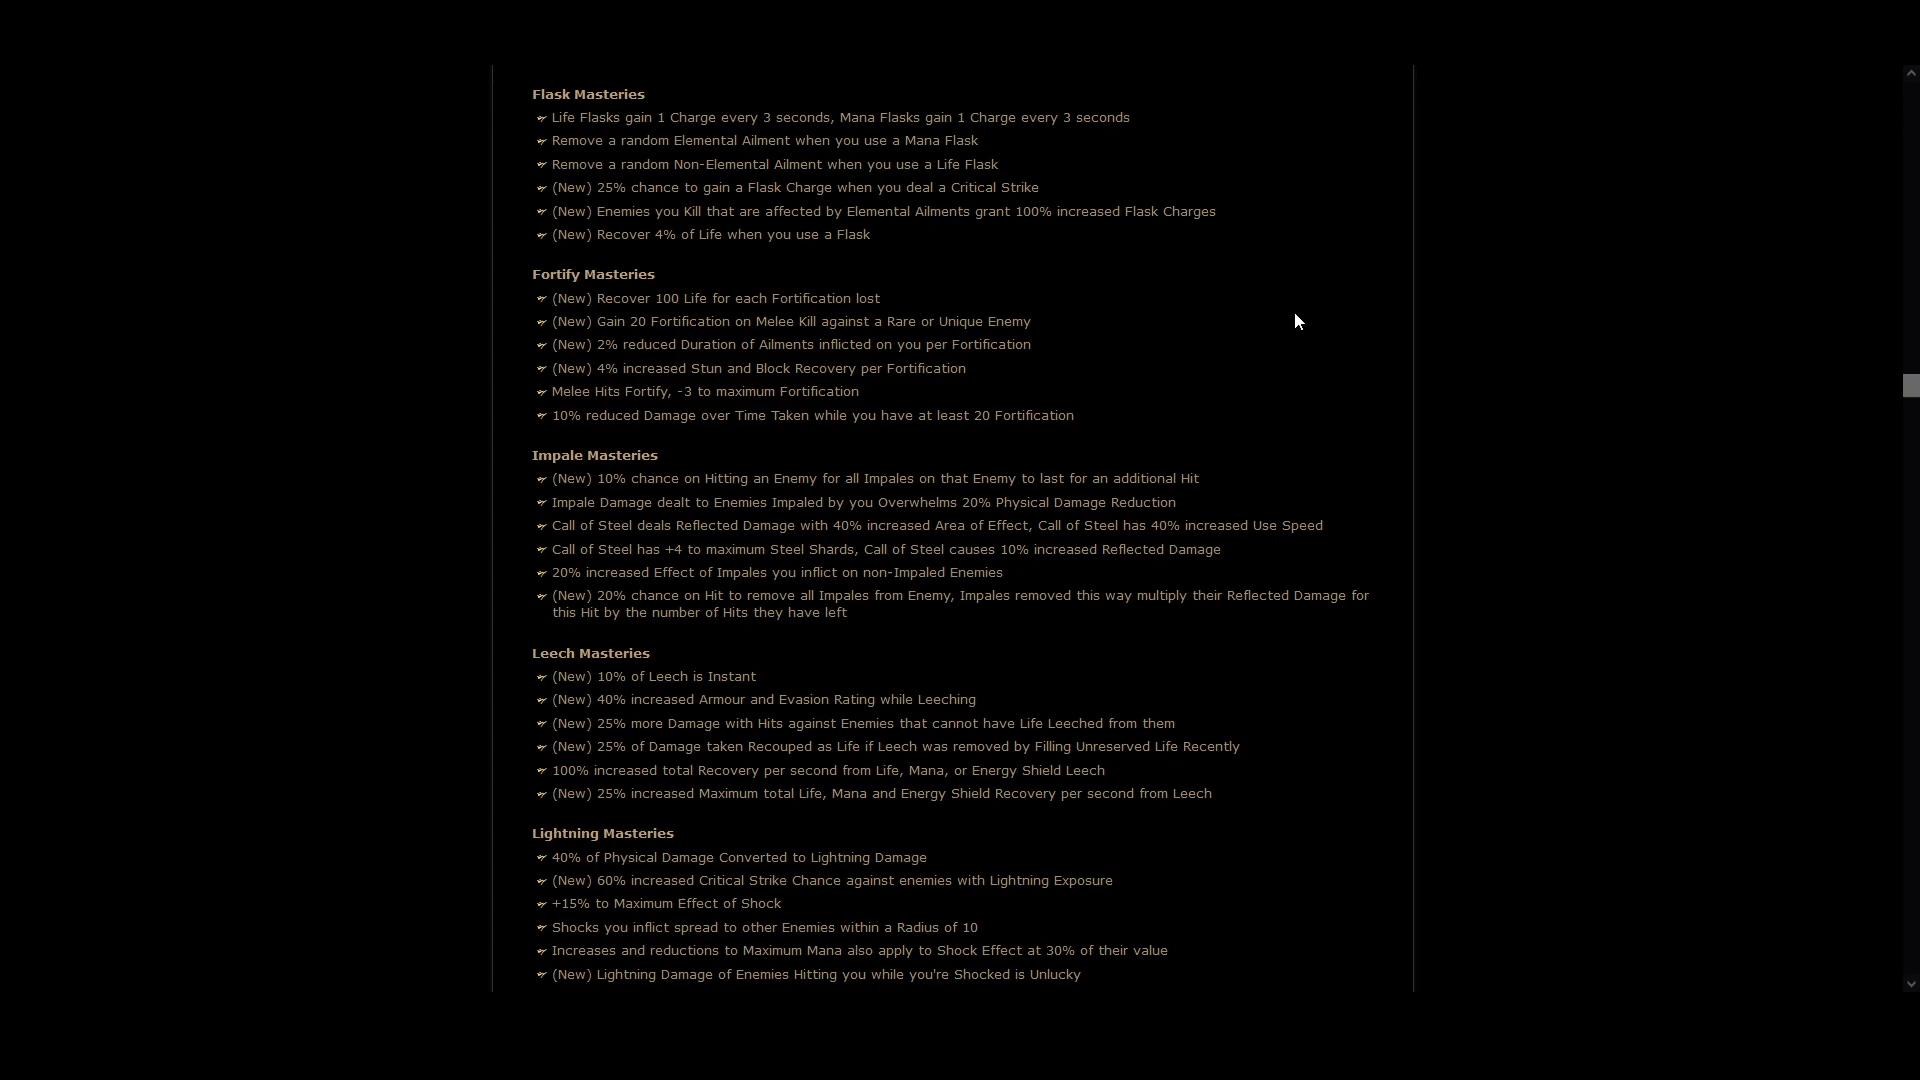 Flask Masteries
Life Flasks gain 1 Charge every 3 seconds, Mana Flasks gain 1 Charge every 3 seconds
Remove a random Elemental Ailment when you use a Mana Flask
Remove a random Non-Elemental Ailment when you use a Life Flask
(New) 25% chance to gain a Flask Charge when you deal a Critical Strike
(New) Enemies you Kill that are affected by Elemental Ailments grant 100% increased Flask Charges
(New) Recover 4% of Life when you use a Flask
Fortify Masteries
(New) Recover 100 Life for each Fortification lost
(New) Gain 20 Fortification on Melee Kill against a Rare or Unique Enemy
(New) 2% reduced Duration of Ailments inflicted on you per Fortification
(New) 4% increased Stun and Block Recovery per Fortification
Melee Hits Fortify, -3 to maximum Fortification
10% reduced Damage over Time Taken while you have at least 20 Fortification
Impale Masteries
(New) 10% chance on Hitting an Enemy for all Impales on that Enemy to last for an additional Hit
Impale Damage dealt to Enemies Impaled by you Overwhelms 20% Physical Damage Reduction
Call of Steel deals Reflected Damage with 40% increased Area of Effect, Call of Steel has 40% increased Use Speed
Call of Steel has +4 to maximum Steel Shards, Call of Steel causes 10% increased Reflected Damage
20% increased Effect of Impales you inflict on non-Impaled Enemies
(New) 20% chance on Hit to remove all Impales from Enemy, Impales removed this way multiply their Reflected Damage for
this Hit by the number of Hits they have left
Leech Masteries
(New) 10% of Leech is Instant
(New) 40% increased Armour and Evasion Rating while Leeching
(New) 25% more Damage with Hits against Enemies that cannot have Life Leeched from them
(New) 25% of Damage taken Recouped as Life if Leech was removed by Filling Unreserved Life Recently
100% increased total Recovery per second from Life, Mana, or Energy Shield Leech
(New) 25% increased Maximum total Life, Mana and Energy Shield Recovery per second from Leech
Lightning Masteries
40% of Physical Damage Converted to Lightning Damage
(New) 60% increased Critical Strike Chance against enemies with Lightning Exposure
+15% to Maximum Effect of Shock
Shocks you inflict spread to other Enemies within a Radius of 10
Increases and reductions to Maximum Mana also apply to Shock Effect at 30% of their value
(New) Lightning Damage of Enemies Hitting you while you're Shocked is Unlucky